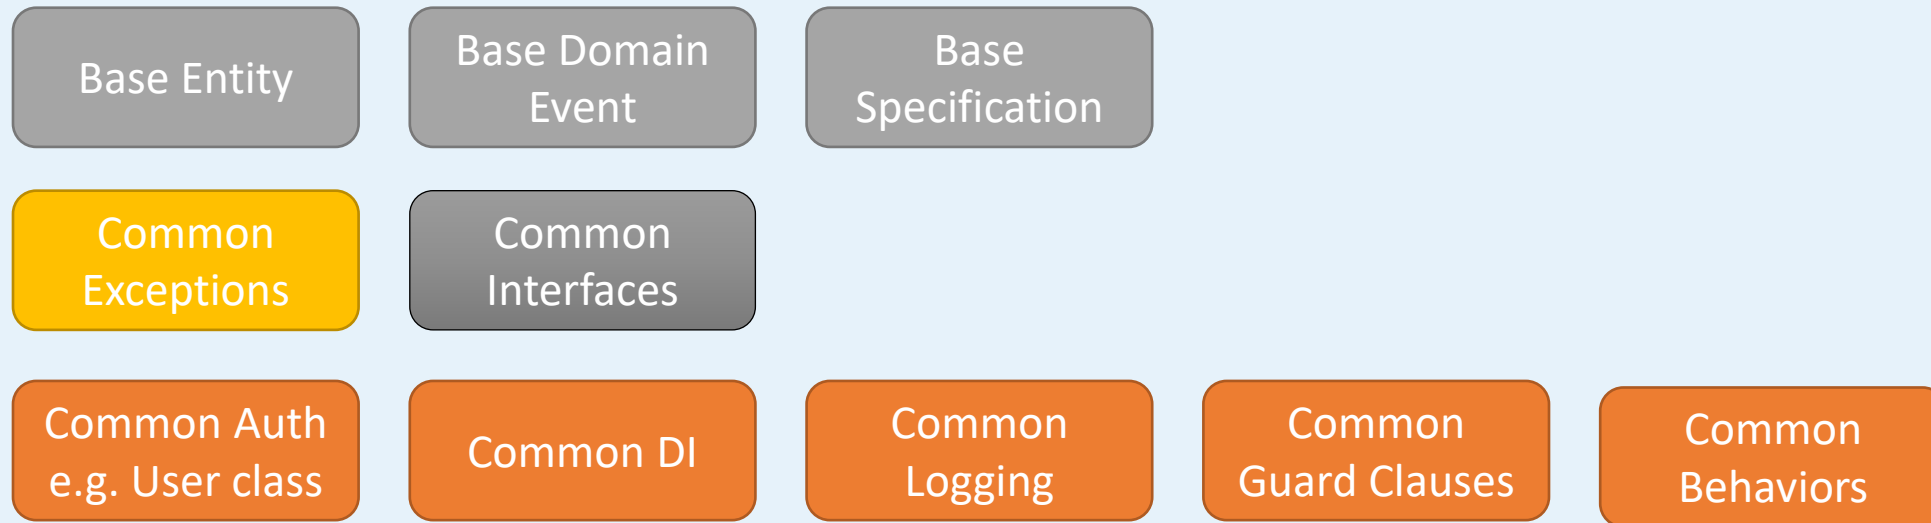 Base Entity
Base Domain
Event
Base
Specification
Common
Exceptions
Common
Interfaces
Common Auth
e.g. User class
Common DI
Common
Logging
Common
Guard Clauses
Common
Behaviors